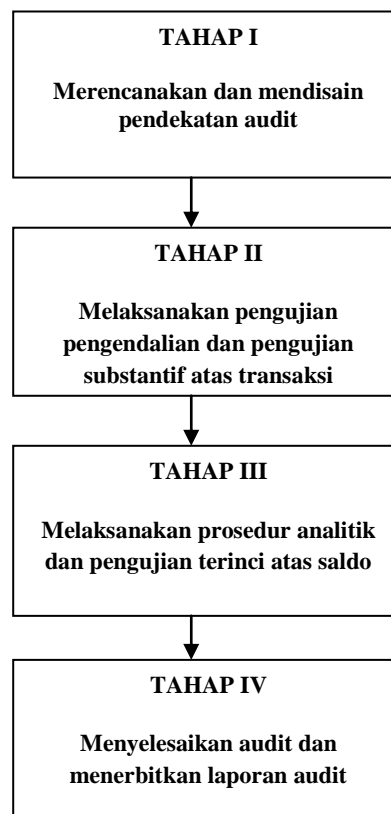 TAHAP I
Merencanakan dan mendisain
pendekatan audit
TAHAP II
Melaksanakan pengujian
pengendalian dan pengujian
substantif atas transaksi
TAHAP III
Melaksanakan prosedur analitik
dan pengujian terinci atas saldo
TAHAP IV
Menyelesaikan audit dan
menerbitkan laporan audit